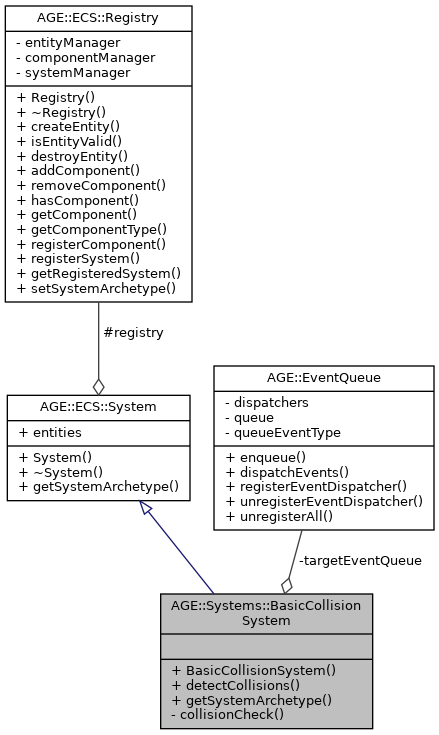 AGE::ECS::Registry
- entityManager
- componentManager
- systemManager
+ Registry()
+ ~Registry()
+ createEntity()
+ isEntityValid()
+ destroyEntity()
+ addComponent()
+ removeComponent()
+ hasComponent()
+ getComponent()
+ getComponentType()
+ registerComponent()
+ registerSystem()
+ getRegisteredSystem()
+ setSystemArchetype()
#registry
AGE::ECS::System
+ entities
+ System()
+ ~System()
+ getSystemArchetype()
AGE::EventQueue
- dispatchers
- queue
- queueEventType
+ enqueue()
+ dispatchEvents()
+ registerEventDispatcher()
+ unregisterEventDispatcher()
+ unregisterAll()
-targetEventQueue
AGE::Systems::BasicCollision
System
+ BasicCollisionSystem()
+ detectCollisions()
+ getSystemArchetype()
- collisionCheck()